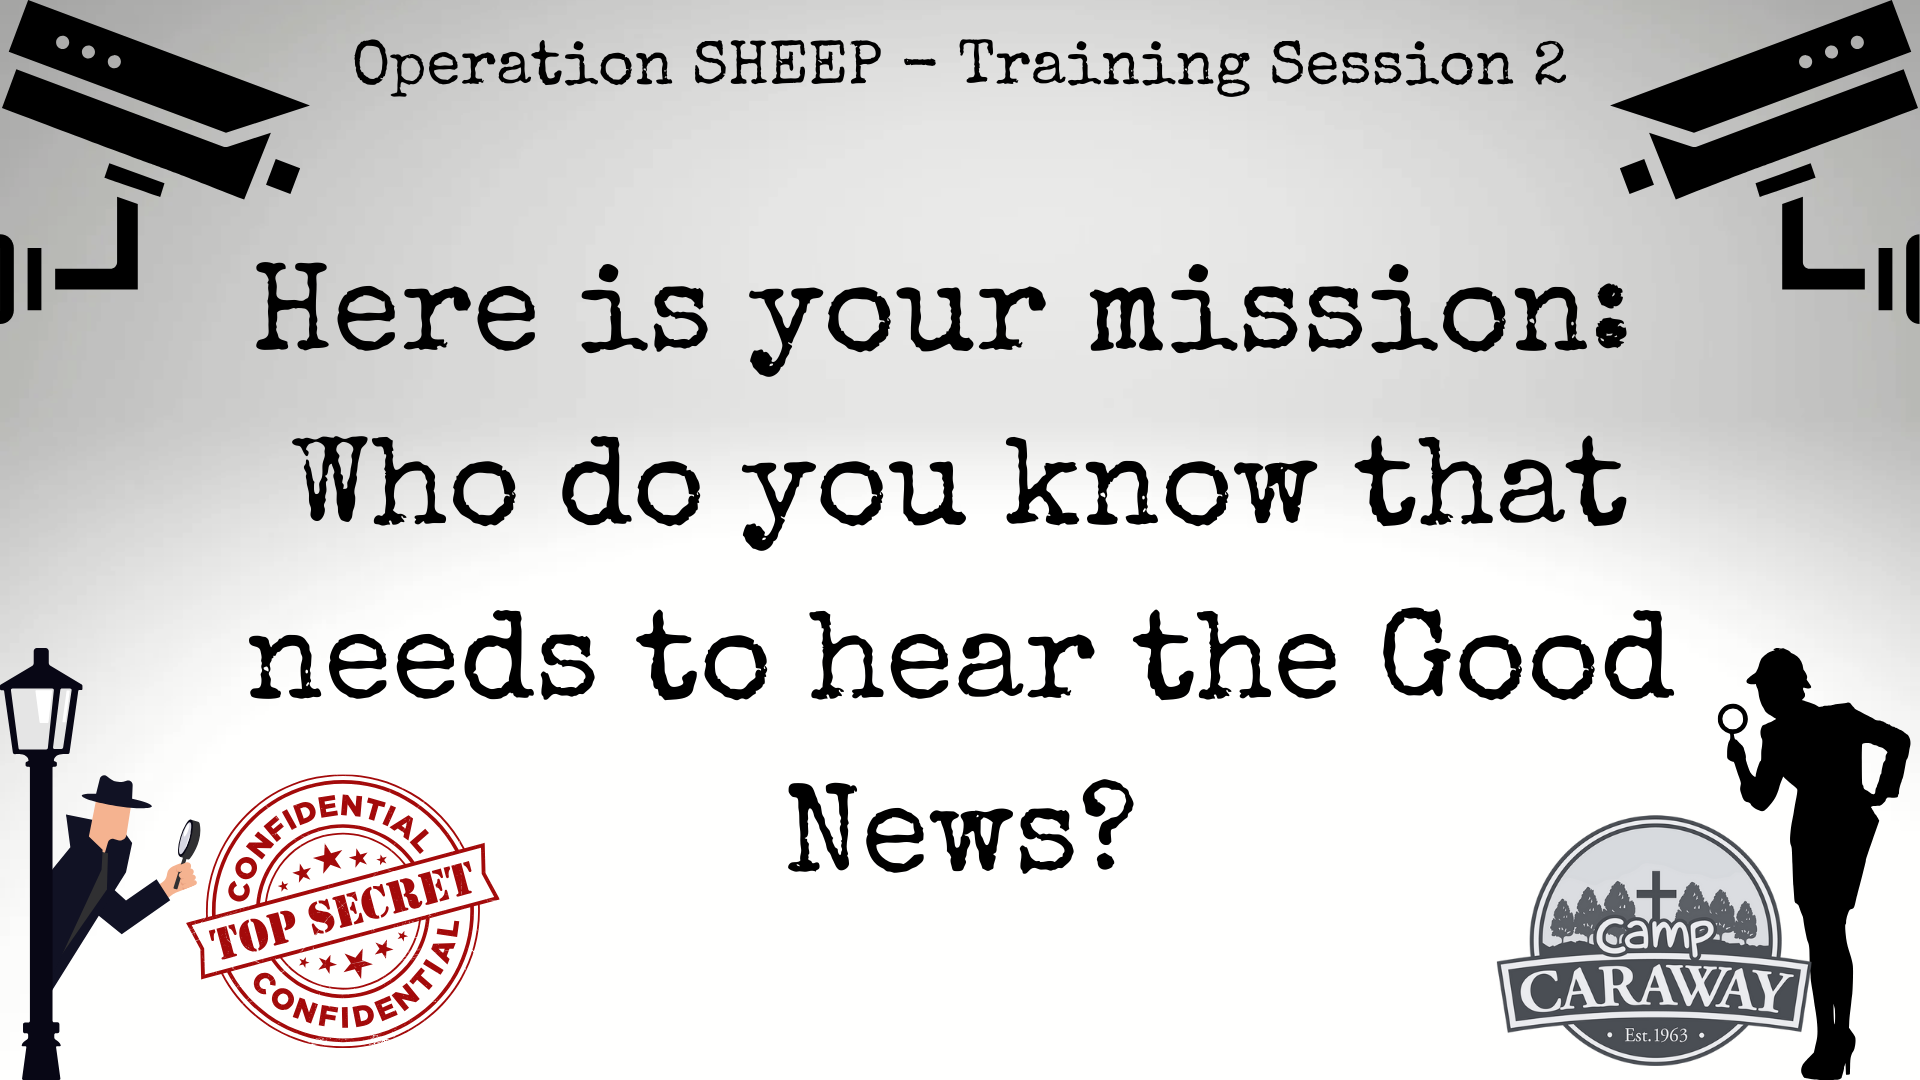 Operation SHEEP - Training Session 2
Here is your mission:
Who do you know that
needs to hear the Good
News?
CONFIDENTIAL
TOP SECRET
CONFIDENTIAL
camp
CARAWAY
• Est.1963 •